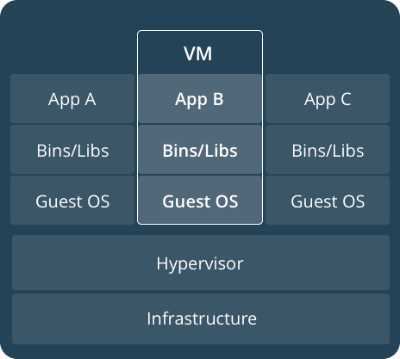 VM
App A
App B
App C
Bins/Libs
Bins/Libs
Bins/Libs
Guest OS
Guest OS
Guest OS
Hypervisor
Infrastructure